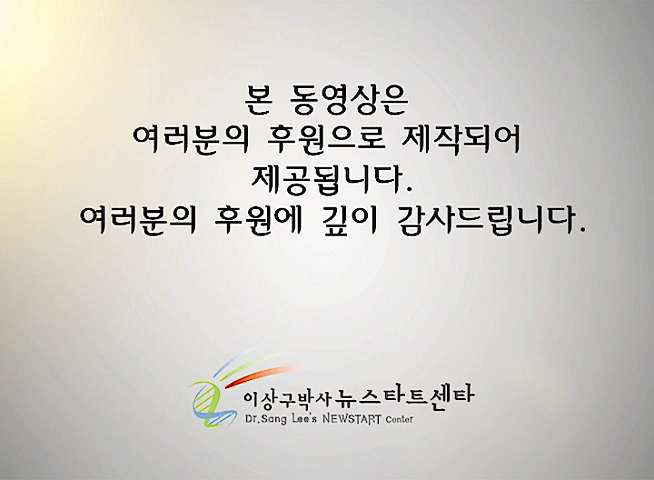 본 동영상은
여러분의 후원으로 제작되어
제공됩니다.
여러분의 후원에 깊이 감사드립니다.
이상구박사 뉴스타트센타
Dr.Sang Lee's NEWSTART Center